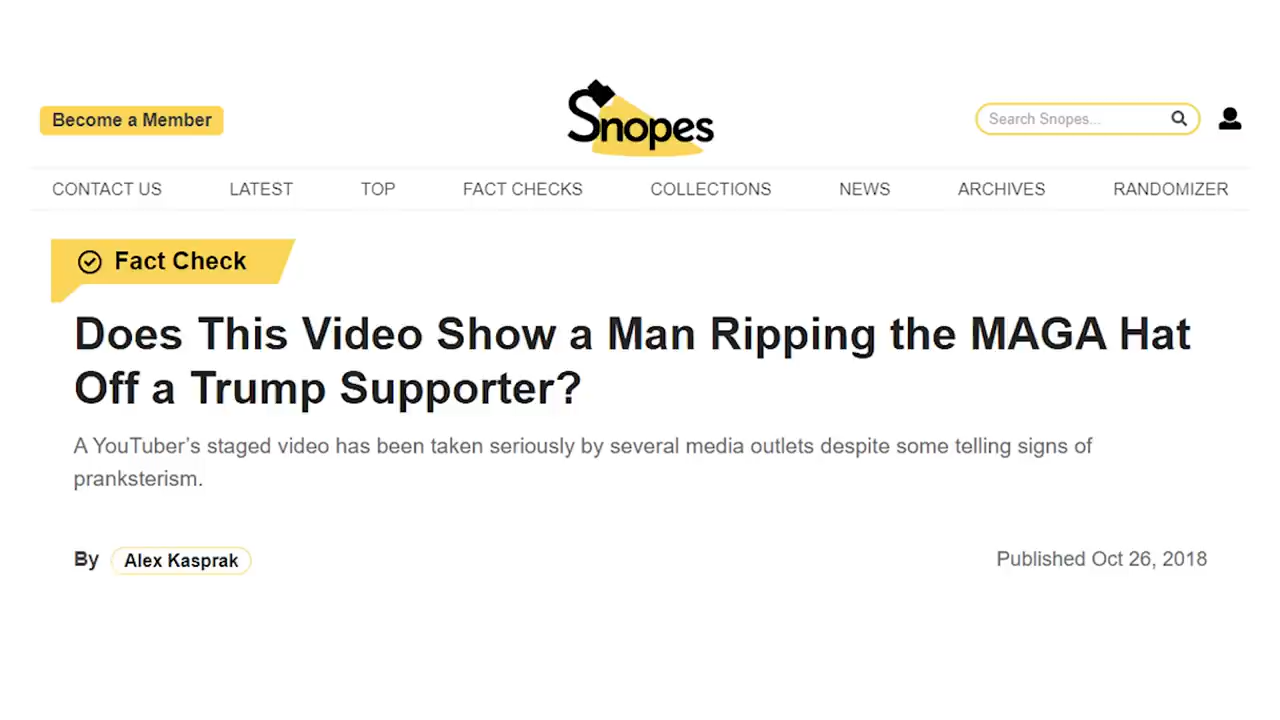 Become a Member
Snopes
Search Snopes...
CONTACT US
LATEST
TOP
FACT CHECKS
COLLECTIONS
NEWS
ARCHIVES
RANDOMIZER
Fact Check
Does This Video Show a Man Ripping the MAGA Hat
Off a Trump Supporter?
A YouTuber’s staged video has been taken seriously by several media outlets despite some telling signs of
pranksterism.
By Alex Kasprak
Published Oct 26, 2018